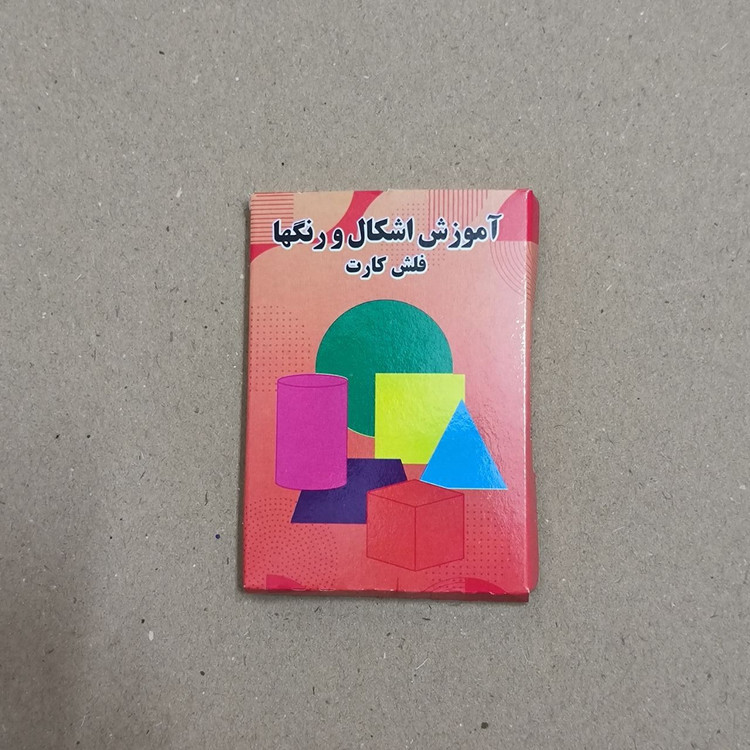 آموزش اشکال و رنگها
فلش کارت